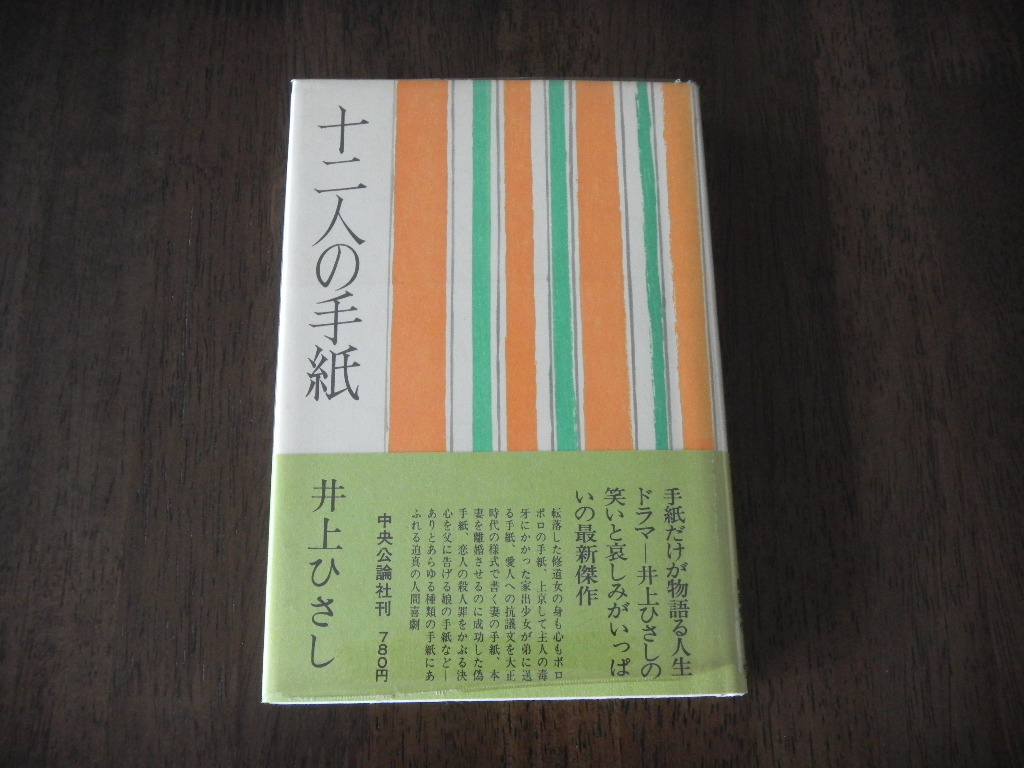 十二人の手紙
井上ひさし
手紙だけが物語る人生
ドラマ―井上ひさしの
笑いと哀しみがいっぱ
いの最新傑作
転落した修道女の身も心もボロ
ボロの手紙、上京して主人の毒
牙にかかった家出少女が弟に送
る手紙、愛人への抗議文を大正
時代の様式で書く妻の手紙、本
妻を離婚させるのに成功した偽
手紙、恋人の殺人罪をかぶる決
心を父に告げる娘の手紙など―
ありとあらゆる種類の手紙にあ
ふれる迫真の人間喜劇
中央公論社刊 780円